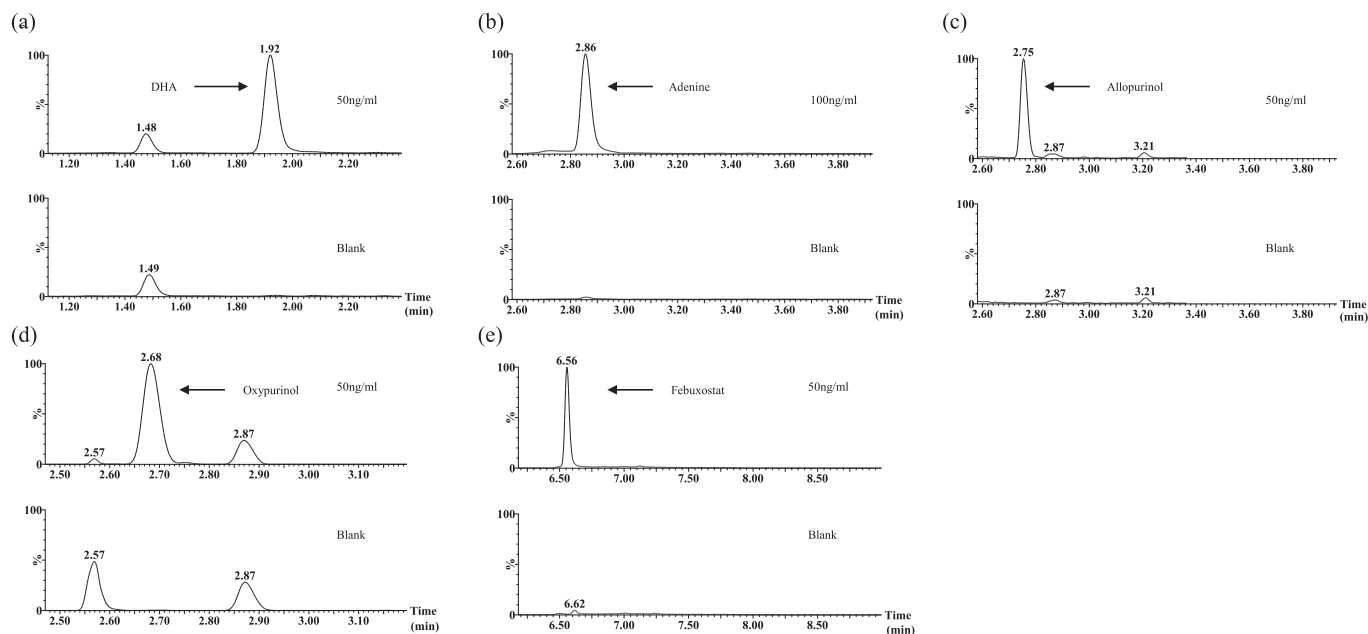 (a)
1.92
100
DHA
50ng/ml
%
1.48
0
1.20 1.40 1.60 1.80 2.00 2.20
100
Blank
%
1.49
0
1.20 1.40 1.60 1.80 2.00 2.20
Time
(min)
(b)
2.86
100
Adenine
100ng/ml
%
0
2.60 2.80 3.00 3.20 3.40 3.60 3.80
100
Blank
%
0
2.60 2.80 3.00 3.20 3.40 3.60 3.80
Time
(min)
(c)
2.75
100
Allopurinol
50ng/ml
%
2.87
3.21
0
2.60 2.80 3.00 3.20 3.40 3.60 3.80
100
Blank
%
2.87
3.21
0
2.60 2.80 3.00 3.20 3.40 3.60 3.80
Time
(min)
(d)
2.68
100
Oxypurinol
50ng/ml
%
2.57
2.87
0
2.50 2.60 2.70 2.80 2.90 3.00 3.10
100
Blank
%
2.57
2.87
0
2.50 2.60 2.70 2.80 2.90 3.00 3.10
Time
(min)
(e)
6.56
100
Febuxostat
50ng/ml
%
0
6.50 7.00 7.50 8.00 8.50
100
Blank
%
6.62
0
6.50 7.00 7.50 8.00 8.50
Time
(min)